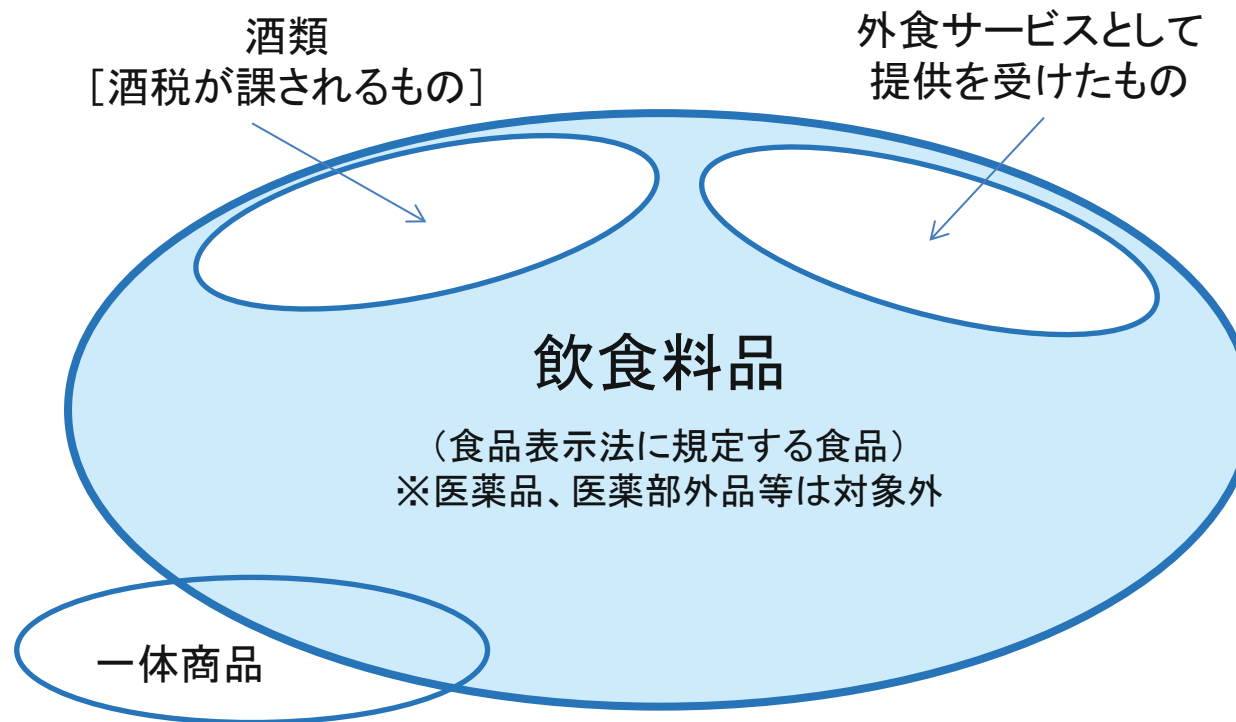 酒類
［酒税が課されるもの］
外食サービスとして
提供を受けたもの
飲食料品
（食品表示法に規定する食品）
※医薬品、医薬部外品等は対象外
一体商品